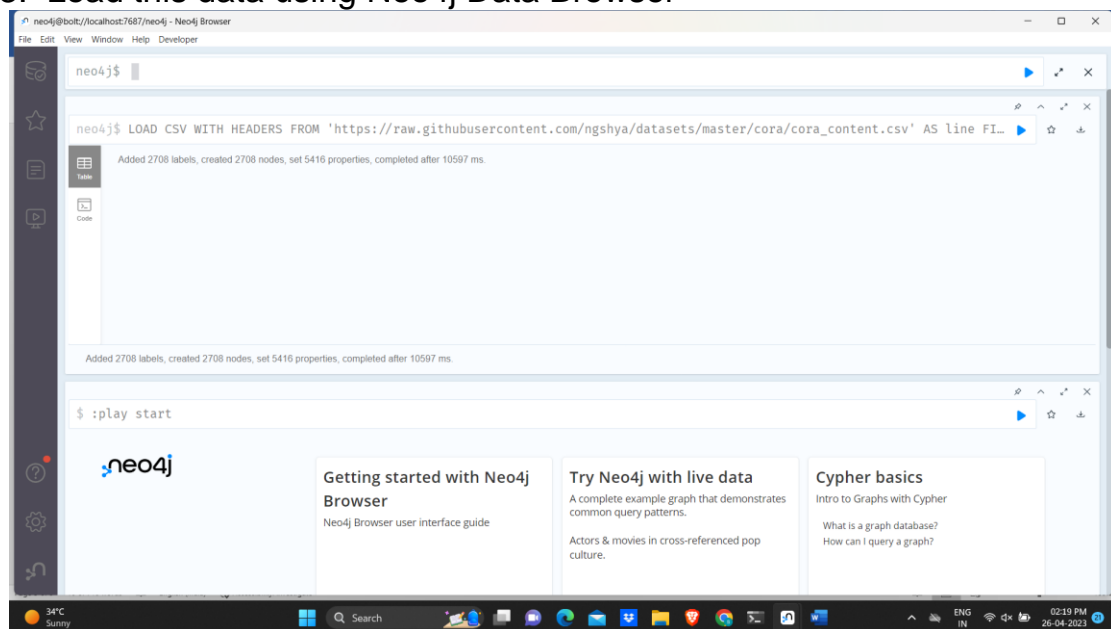 Load this data using Neo4j Data Browser
neo4j@bolt://localhost:7687/neo4j - Neo4j Browser
File Edit View Window Help Developer
neo4j$
neo4j$ LOAD CSV WITH HEADERS FROM 'https://raw.githubusercontent.com/ngshya/datasets/master/cora/cora_content.csv' AS line FI…
Table
Added 2708 labels, created 2708 nodes, set 5416 properties, completed after 10597 ms.
Code
Added 2708 labels, created 2708 nodes, set 5416 properties, completed after 10597 ms.
$ :play start
neo4j
Getting started with Neo4j
Browser
Neo4j Browser user interface guide
Try Neo4j with live data
A complete example graph that demonstrates
common query patterns.
Actors & movies in cross-referenced pop
culture.
Cypher basics
Intro to Graphs with Cypher
What is a graph database?
How can I query a graph?
34°C
Sunny
Search
ENG
IN
02:19 PM
26-04-2023